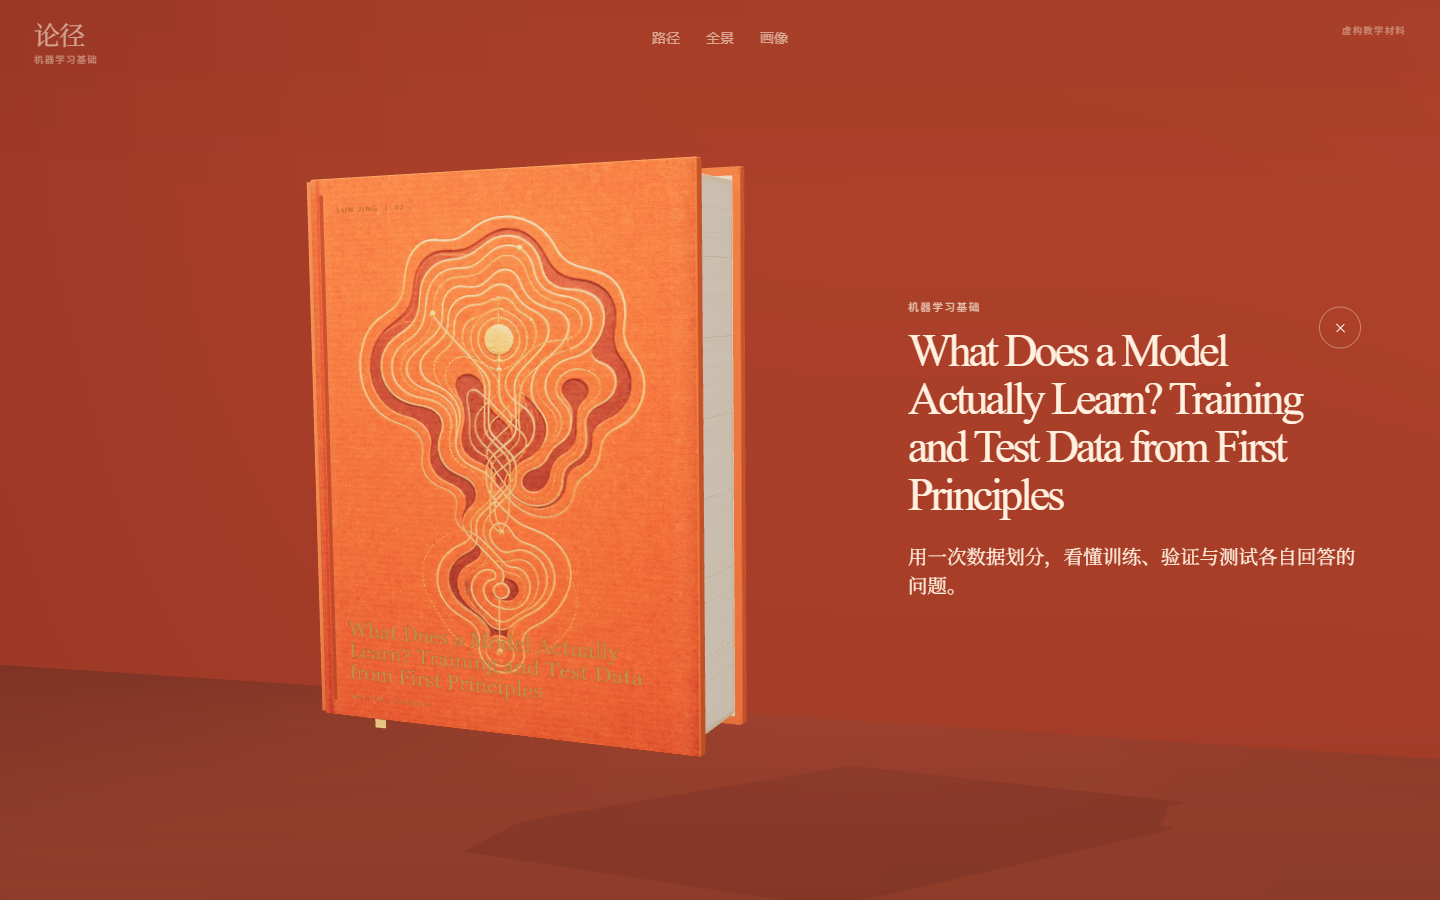 论径
机器学习基础
路径 全景 画像
虚构教学材料
LUN JING / 02
What Does a Model Actually
Learn? Training and Test Data
from First Principles
机器学习基础
What Does a Model
Actually Learn? Training
and Test Data from First
Principles
用一次数据划分，看懂训练、验证与测试各自回答的
问题。